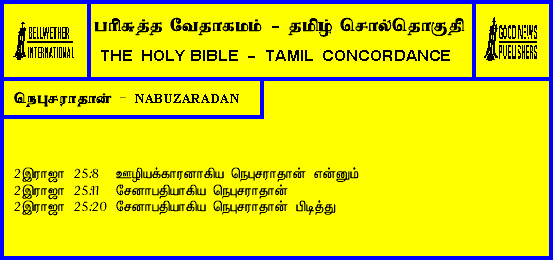 BELLWETHER
INTERNATIONAL
பரிசுத்த வேதாகமம் - தமிழ் சொல்தொகுதி
THE HOLY BIBLE - TAMIL CONCORDANCE
GOOD NEWS
PUBLISHERS
நெபுசராதான் - NABUZARADAN
2இராஜா 25:8 ஊழியக்காரனாகிய நெபுசராதான் என்னும்
2இராஜா 25:11 சேனாபதியாகிய நெபுசராதான்
2இராஜா 25:20 சேனாபதியாகிய நெபுசராதான் பிடித்து